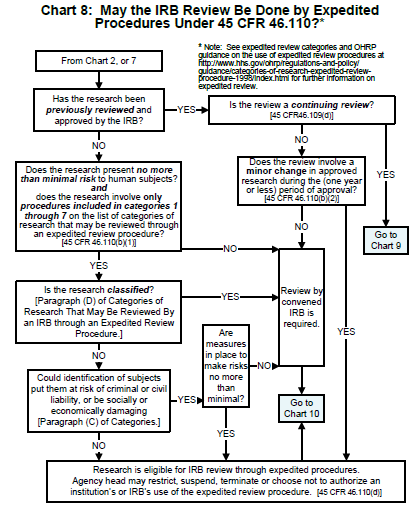 Chart 8: May the IRB Review Be Done by Expedited
Procedures Under 45 CFR 46.110?*
* Note: See expedited review categories and OHRP
guidance on the use of expedited review procedures at
http://www.hhs.gov/ohrp/regulations-and-policy/
guidance/categories-of-research-expedited-review-
procedure-1998/index.html for further information on
expedited review.
From Chart 2, or 7
Has the research been
previously reviewed and
approved by the IRB?
YES
Is the review a continuing review?
[45 CFR46.109(d)]
NO
NO
YES
Does the research present no more
than minimal risk to human subjects?
and
does the research involve only
procedures included in categories 1
through 7 on the list of categories of
research that may be reviewed through
an expedited review procedure?
[45 CFR 46.110(b)(1)]
Does the review involve a
minor change in approved
research during the (one year
or less) period of approval?
[45 CFR 46.110(b)(2)]
Go to
Chart 9
NO
NO
YES
YES
Is the research classified?
[Paragraph (D) of Categories of
Research That May Be Reviewed By
an IRB through an Expedited Review
Procedure.]
YES
Review by
convened
IRB is
required.
NO
Are
measures
in place to
make risks
no more
than
minimal?
NO
Could identification of subjects
put them at risk of criminal or civil
liability, or be socially or
economically damaging
[Paragraph (C) of Categories.]
YES
Go to
Chart 10
NO
YES
Research is eligible for IRB review through expedited procedures.
Agency head may restrict, suspend, terminate or choose not to authorize an
institution's or IRB's use of the expedited review procedure. [45 CFR 46.110(d)]